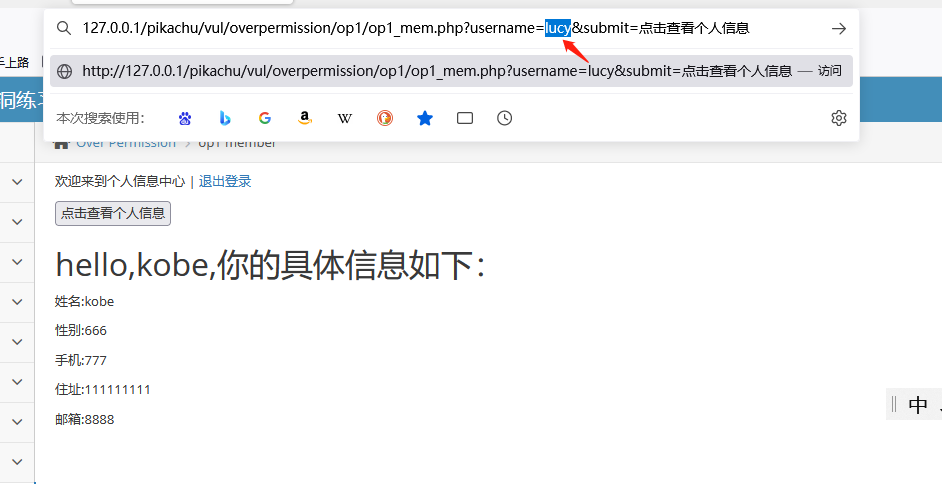 127.0.0.1/pikachu/vul/overpermission/op1/op1_mem.php?username=lucy&submit=点击查看个人信息
http://127.0.0.1/pikachu/vul/overpermission/op1/op1_mem.php?username=lucy&submit=点击查看个人信息 — 访问
手上路
洞练习
本次搜索使用：
Over Permission > op1 member
欢迎来到个人信息中心 | 退出登录
点击查看个人信息
hello,kobe,你的具体信息如下：
姓名:kobe
性别:666
手机:777
住址:111111111
中
邮箱:8888